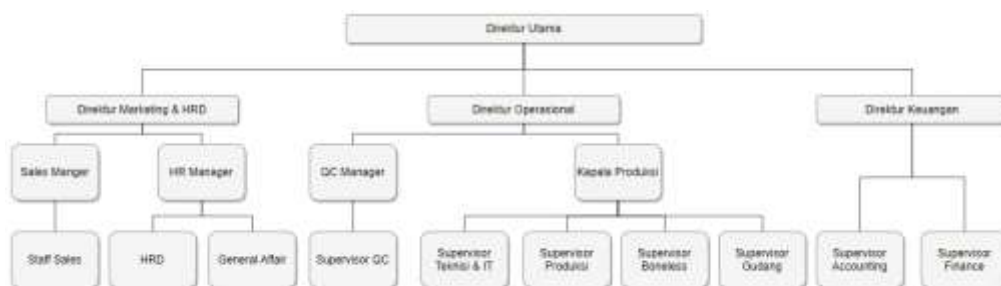 Direktur Utama
Direktur Marketing & HRD
Direktur Operasional
Direktur Keuangan
Sales Manger
HR Manager
QC Manager
Kepala Produksi
Staff Sales
HRD
General Affair
Supervisor QC
Supervisor
Teknisi & IT
Supervisor
Produksi
Supervisor
Boneless
Supervisor
Gudang
Supervisor
Accounting
Supervisor
Finance